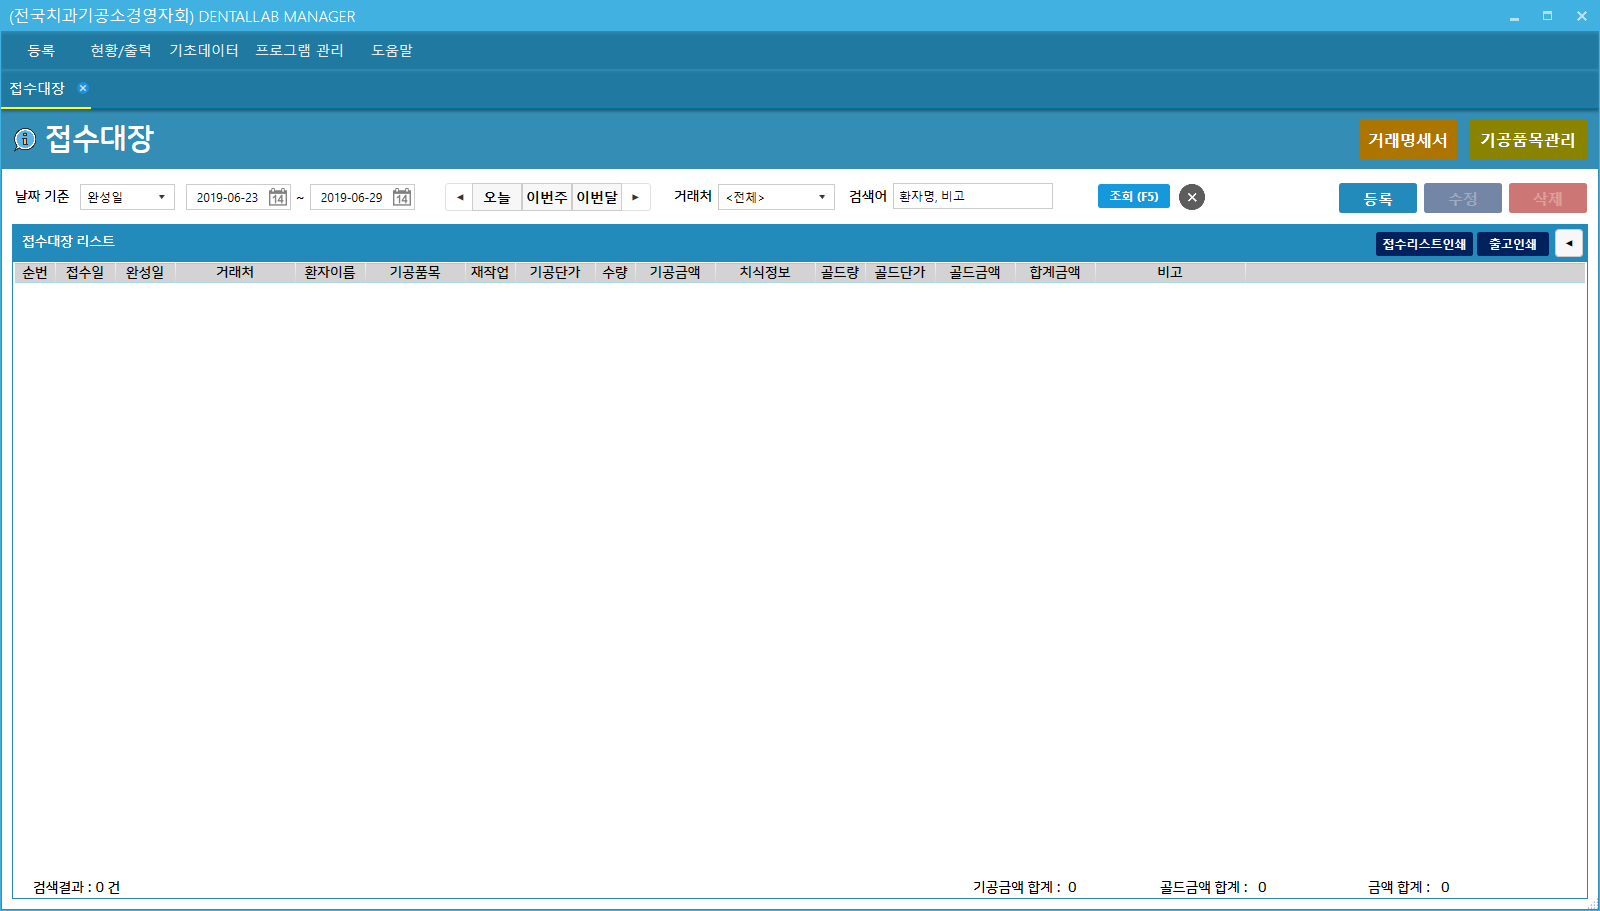 (전국치과기공소경영자회) DENTALLAB MANAGER
등록 현황/출력 기초데이터 프로그램 관리 도움말
접수대장
접수대장 거래명세서 기공품목관리
날짜 기준 완성일 2019-06-23 14 ~ 2019-06-29 14 오늘 이번주 이번달 거래처 <전체> 검색어 환자명, 비고 조회 (F5) 등록 수정 삭제
접수대장 리스트 접수리스트인쇄 출고인쇄
순번 접수일 완성일 거래처 환자이름 기공품목 재작업 기공단가 수량 기공금액 치식정보 골드량 골드단가 골드금액 합계금액 비고
검색결과 : 0 건 기공금액 합계 : 0 골드금액 합계 : 0 금액 합계 : 0